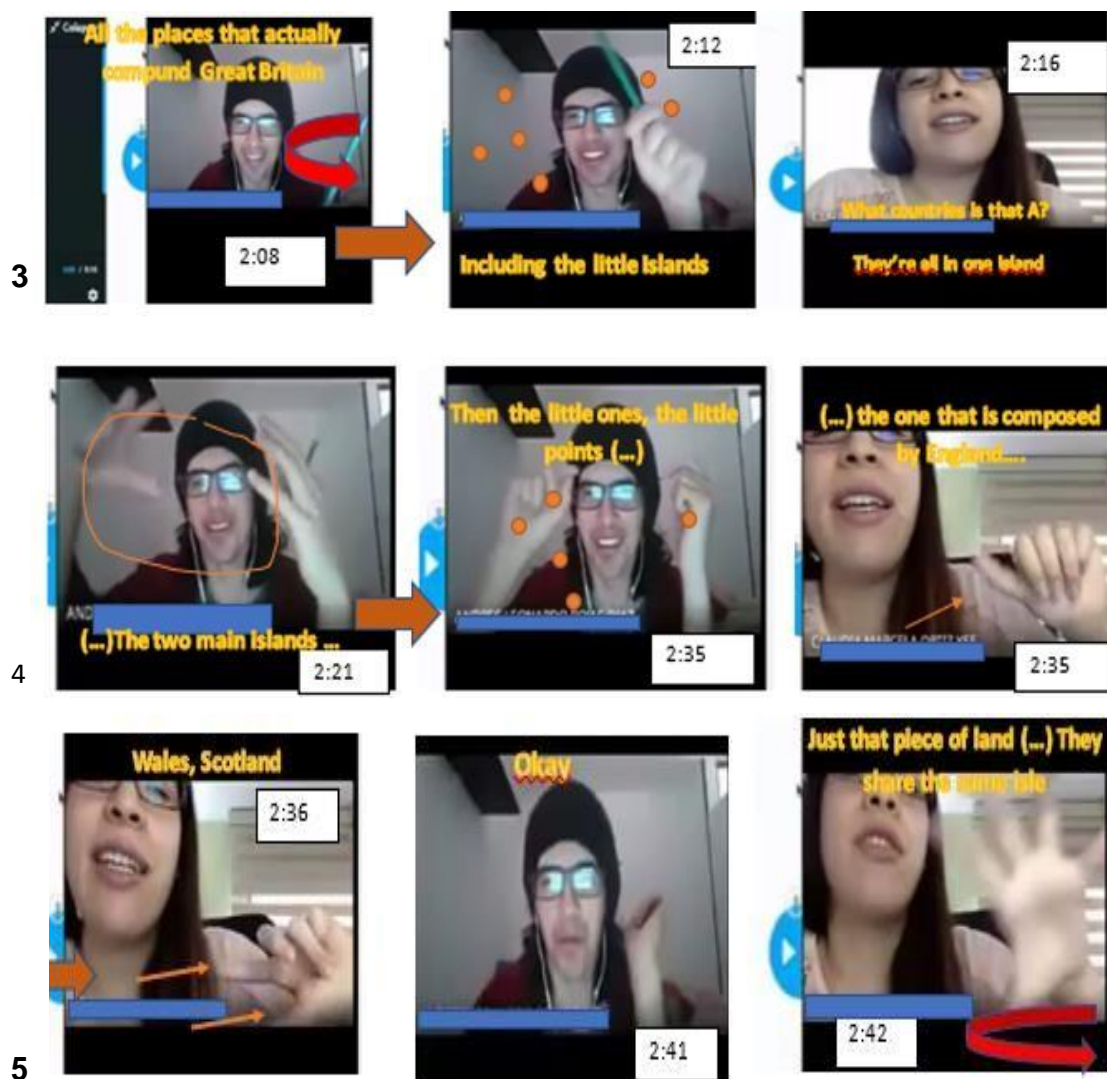 All the places that actually
compund Great Britain
2:08
2:12
Including the little Islands
2:16
What countries is that A?
They're all in one Island
3
(...)The two main islands ...
2:21
Then the little ones, the little
points (...)
2:35
(...) the one that is composed
by England....
2:35
4
Wales, Scotland
2:36
Okay
2:41
Just that piece of land (...) They
share the same isle
2:42
5